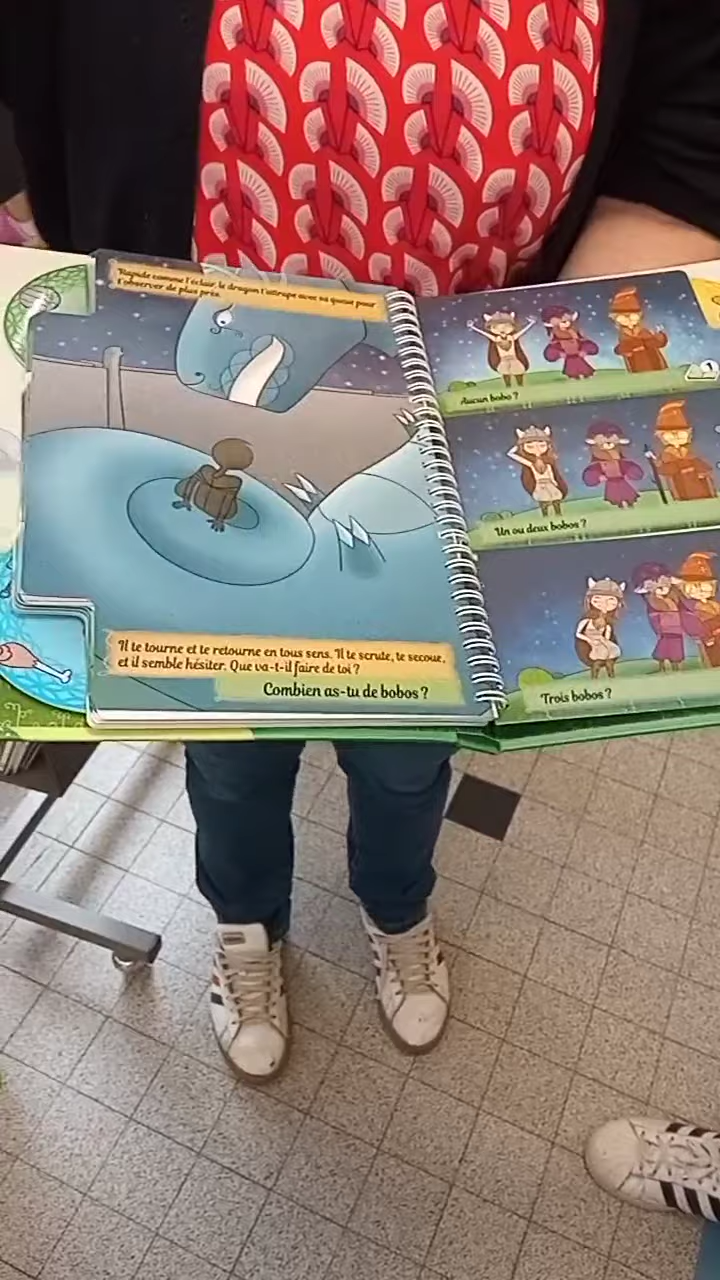 Rapide comme l'éclair, le dragon t'attrape avec sa queue pour
t'observer de plus près.
Il te tourne et te retourne en tous sens. Il te scrute, te secoue,
et il semble hésiter. Que va-t-il faire de toi ?
Combien as-tu de bobos ?
Aucun bobo ?
1
Un ou deux bobos ?
Trois bobos ?